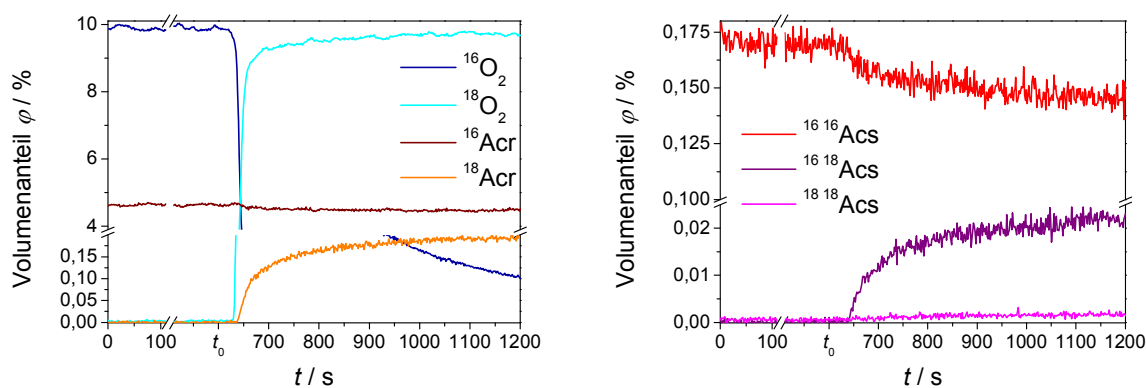 10
8
6
4
0,15
0,10
0,05
0,00
Volumenanteil φ / %
¹⁶O₂
¹⁸O₂
¹⁶Acr
¹⁸Acr
0 100 t₀ 700 800 900 1000 1100 1200
t / s
0,175
0,150
0,125
0,100
0,02
0,01
0,00
Volumenanteil φ / %
¹⁶ ¹⁶Acs
¹⁶ ¹⁸Acs
¹⁸ ¹⁸Acs
0 100 t₀ 700 800 900 1000 1100 1200
t / s